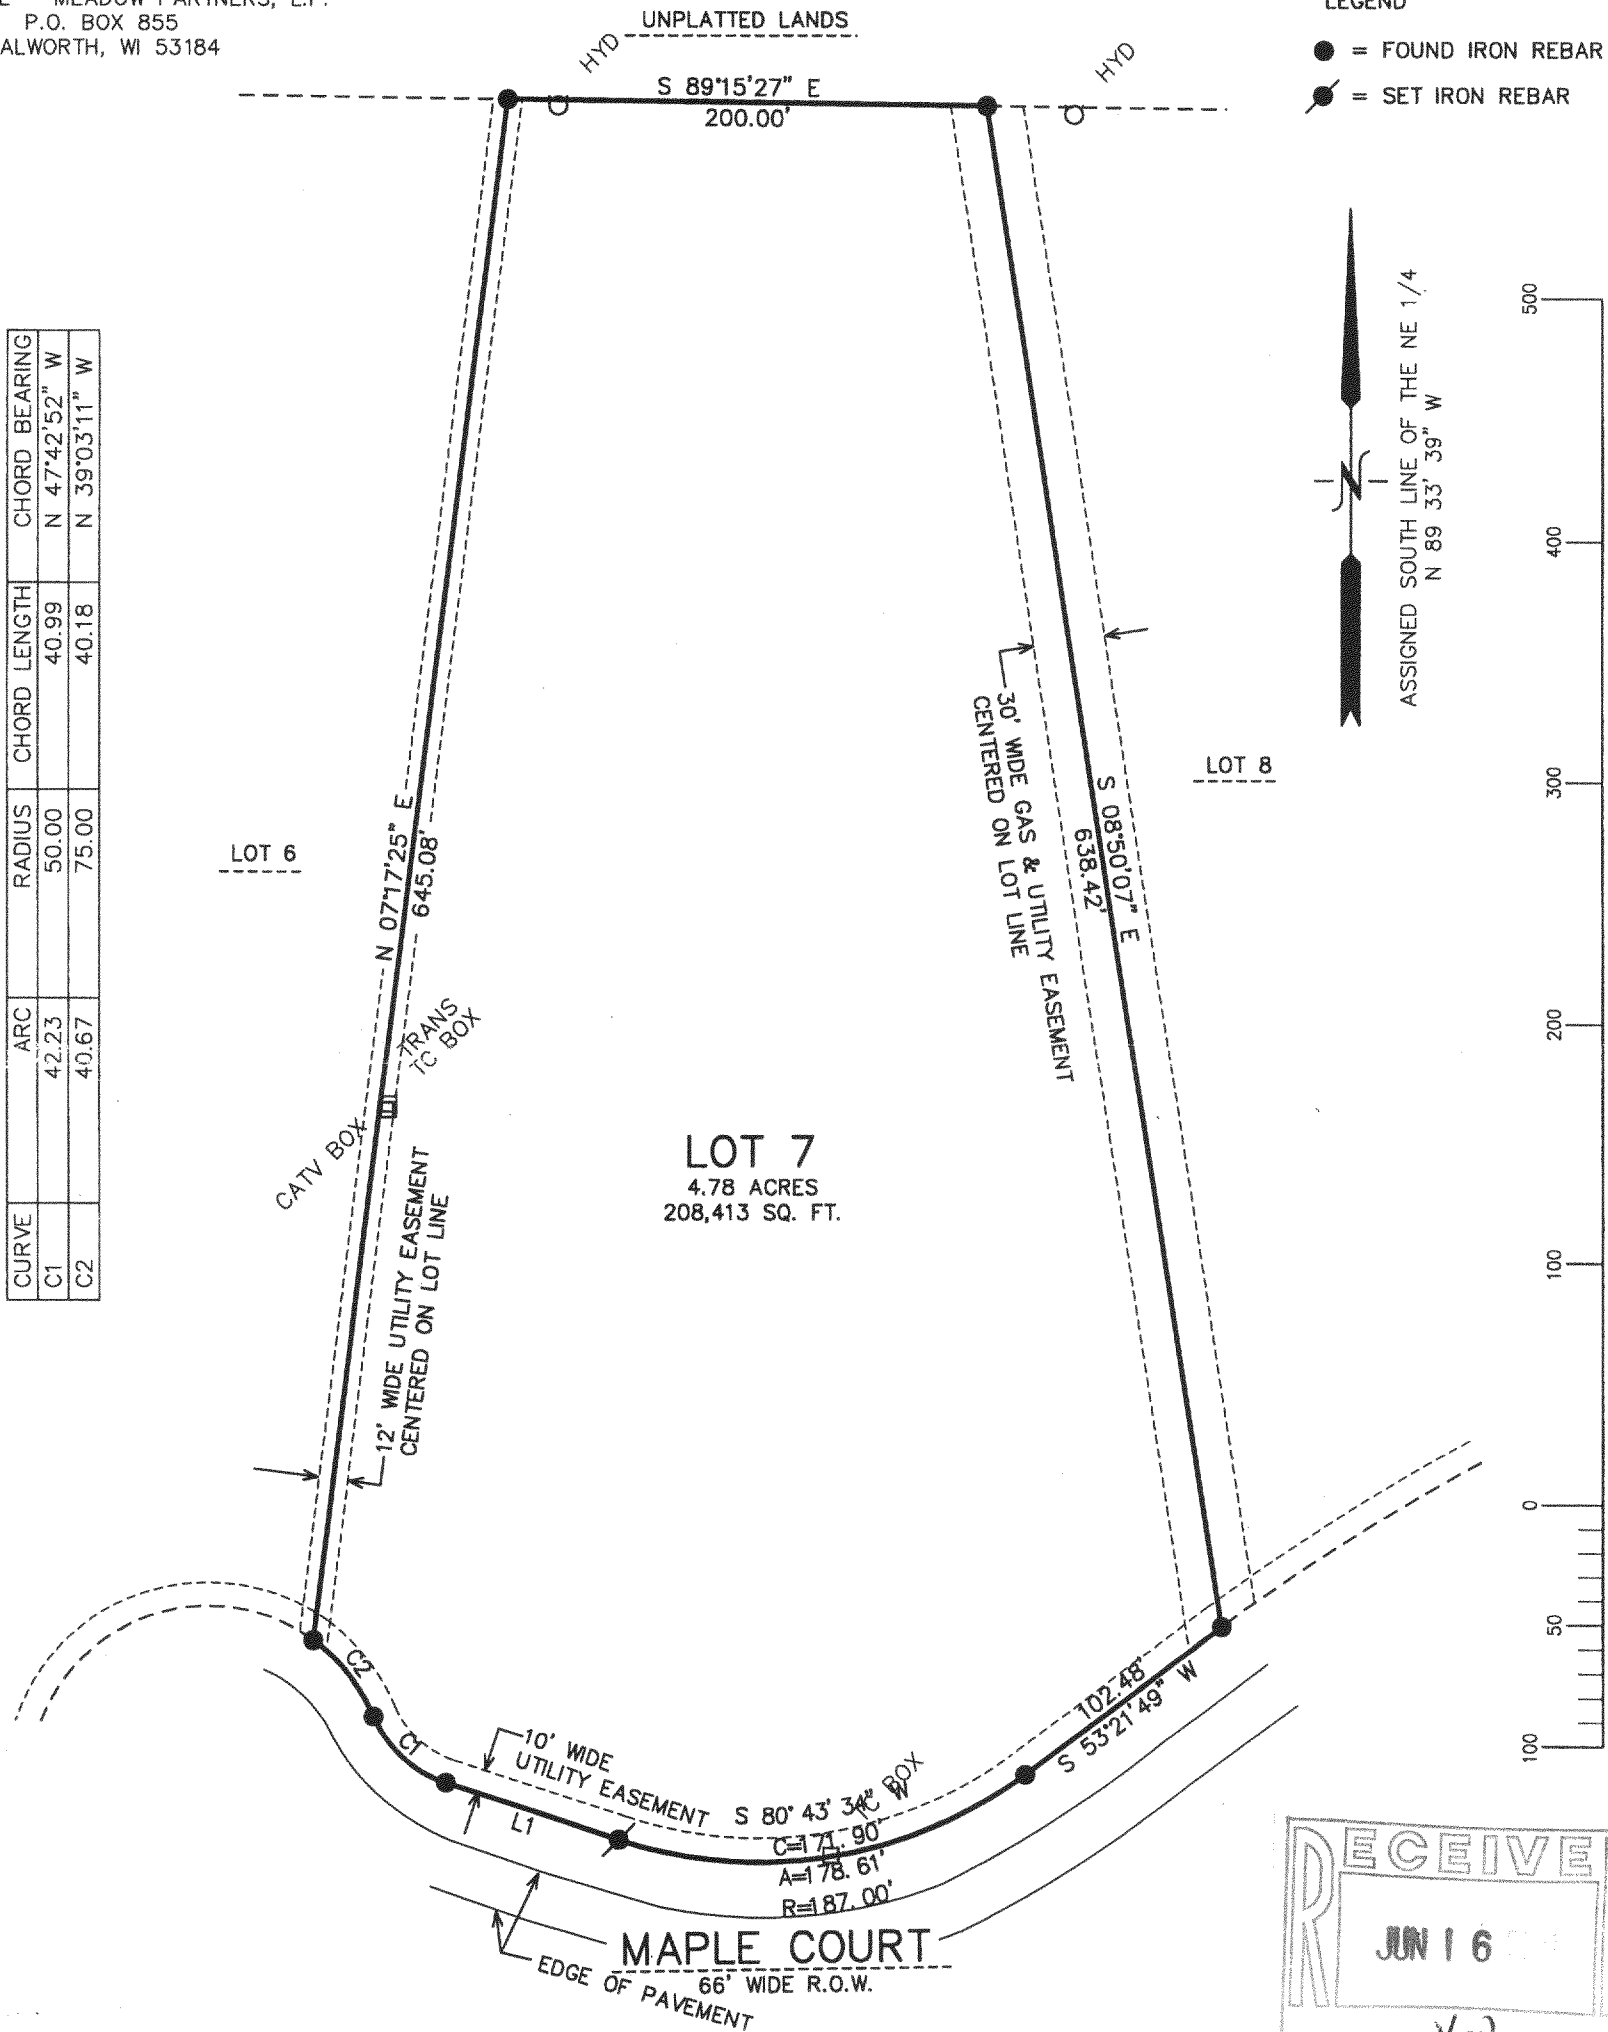 MEADOW PARTNERS, L.P.
P.O. BOX 855
ALWORTH, WI 53184
UNPLATTED LANDS
LEGEND
= FOUND IRON REBAR
= SET IRON REBAR
HYD
HYD
S 89°15'27" E
200.00'
CURVE ARC RADIUS CHORD LENGTH CHORD BEARING
C1 42.23 50.00 40.99 N 47°42'52" W
C2 40.67 75.00 40.18 N 39°03'11" W
N
ASSIGNED SOUTH LINE OF THE NE 1/4
N 89 33' 39" W
500
400
300
200
100
0
50
100
LOT 6
LOT 8
N 07°17'25" E
645.08'
30' WIDE GAS & UTILITY EASEMENT
CENTERED ON LOT LINE
S 08°50'07" E
638.42'
TRANS
TC BOX
CATV BOX
LOT 7
4.78 ACRES
208,413 SQ. FT.
12' WIDE UTILITY EASEMENT
CENTERED ON LOT LINE
C2
C1
L1
10' WIDE
UTILITY EASEMENT
102.48'
S 53°21'49" W
TC BOX
S 80° 43' 34" W
C=171.90'
A=178.61'
R=187.00'
MAPLE COURT
66' WIDE R.O.W.
EDGE OF PAVEMENT
RECEIVE
JUN 16